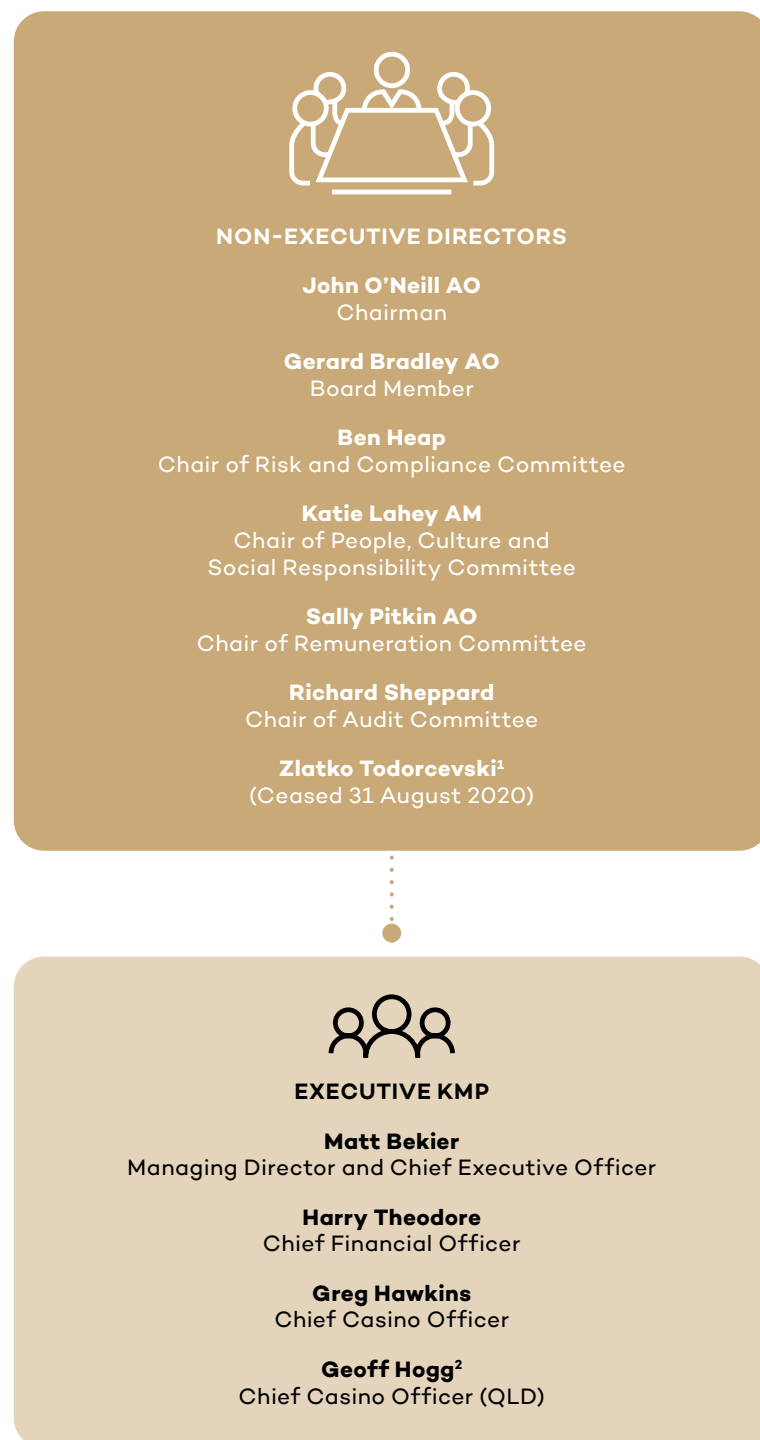 NON-EXECUTIVE DIRECTORS
John O’Neill AO
Chairman
Gerard Bradley AO
Board Member
Ben Heap
Chair of Risk and Compliance Committee
Katie Lahey AM
Chair of People, Culture and
Social Responsibility Committee
Sally Pitkin AO
Chair of Remuneration Committee
Richard Sheppard
Chair of Audit Committee
Zlatko Todorcevski¹
(Ceased 31 August 2020)
EXECUTIVE KMP
Matt Bekier
Managing Director and Chief Executive Officer
Harry Theodore
Chief Financial Officer
Greg Hawkins
Chief Casino Officer
Geoff Hogg²
Chief Casino Officer (QLD)